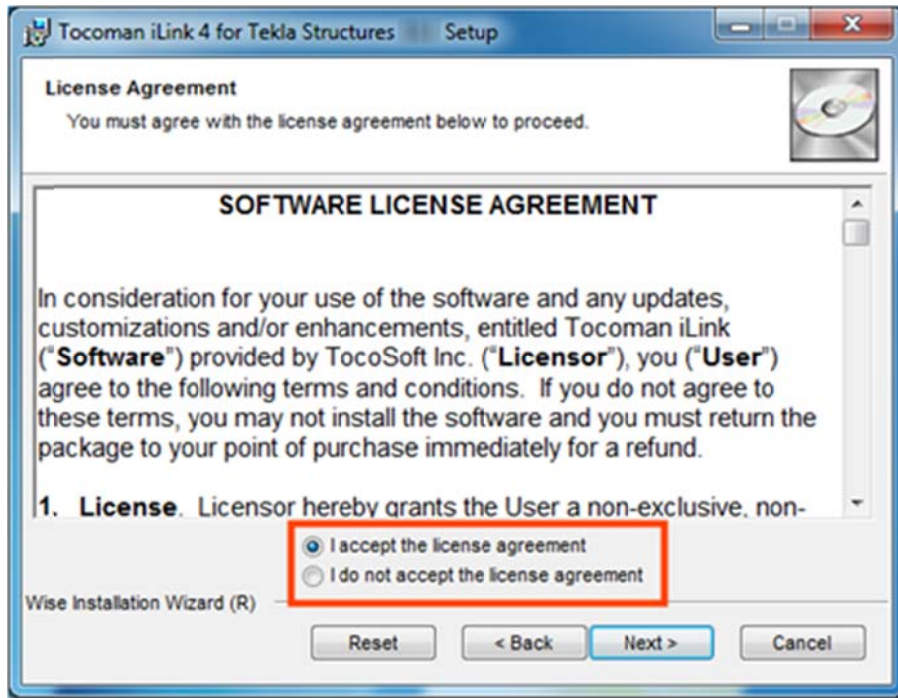 Tocoman iLink 4 for Tekla Structures Setup
License Agreement
You must agree with the license agreement below to proceed.
SOFTWARE LICENSE AGREEMENT
In consideration for your use of the software and any updates,
customizations and/or enhancements, entitled Tocoman iLink
("Software") provided by TocoSoft Inc. ("Licensor"), you ("User")
agree to the following terms and conditions.  If you do not agree to
these terms, you may not install the software and you must return the
package to your point of purchase immediately for a refund.
1.  License.  Licensor hereby grants the User a non-exclusive, non-
I accept the license agreement
I do not accept the license agreement
Wise Installation Wizard (R)
Reset < Back Next > Cancel